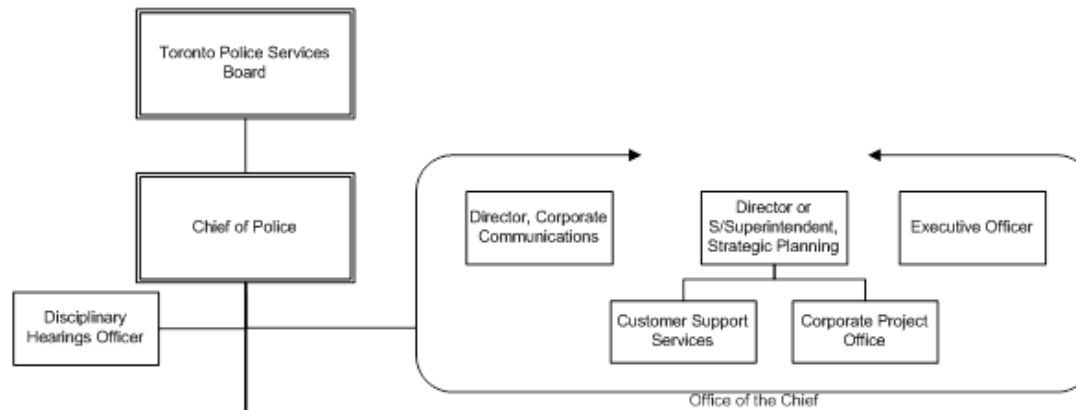 Toronto Police Services
Board
Chief of Police
Disciplinary
Hearings Officer
Director, Corporate
Communications
Director or
S/Superintendent,
Strategic Planning
Executive Officer
Customer Support
Services
Corporate Project
Office
Office of the Chief